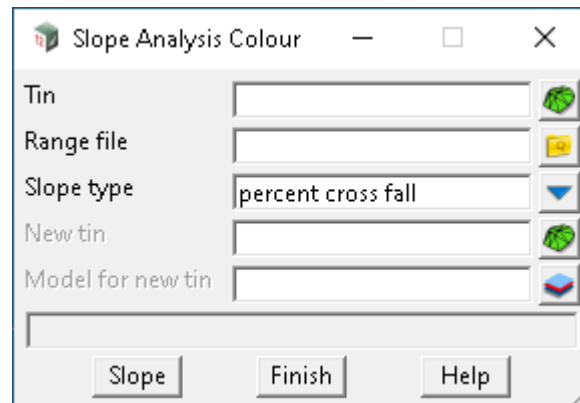 Slope Analysis Colour
Tin
Range file
Slope type percent cross fall
New tin
Model for new tin
Slope Finish Help